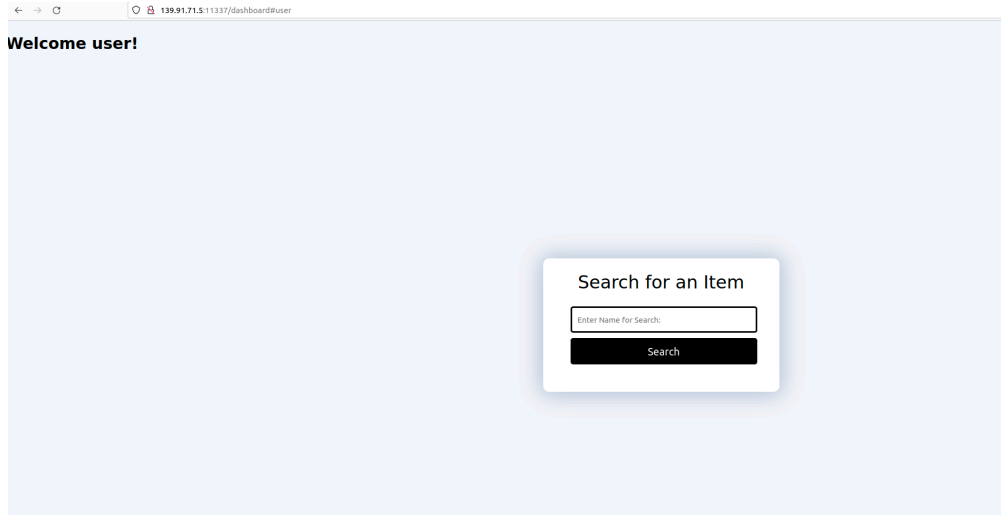 139.91.71.5:11337/dashboard#user
Welcome user!
Search for an Item
Enter Name for Search:
Search